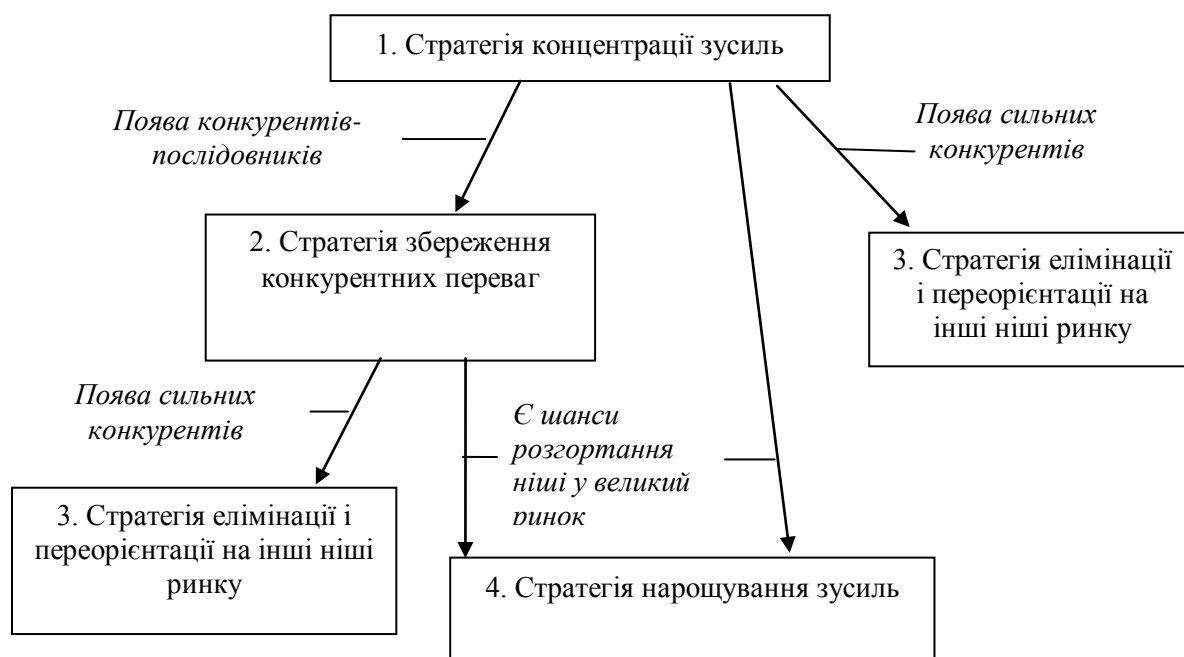 1. Стратегія концентрації зусиль
Поява конкурентів-
послідовників
Поява сильних
конкурентів
2. Стратегія збереження
конкурентних переваг
3. Стратегія елімінації
і переорієнтації на
інші ніші ринку
Поява сильних
конкурентів
Є шанси
розгортання
ніші у великий
ринок
3. Стратегія елімінації і
переорієнтації на інші ніші
ринку
4. Стратегія нарощування зусиль